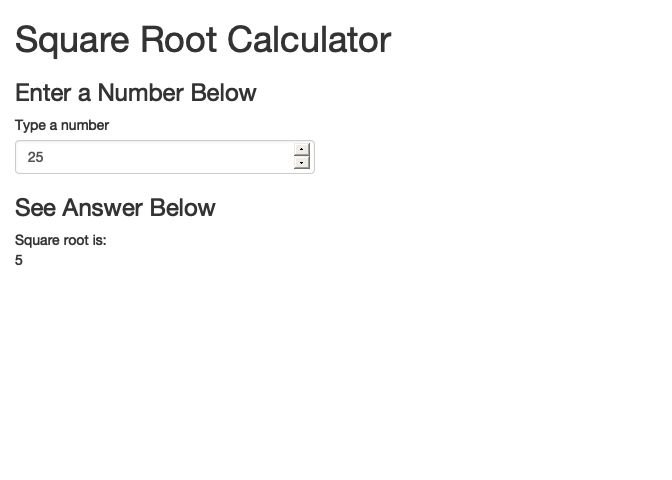 Square Root Calculator
Enter a Number Below
Type a number
25
See Answer Below
Square root is:
5